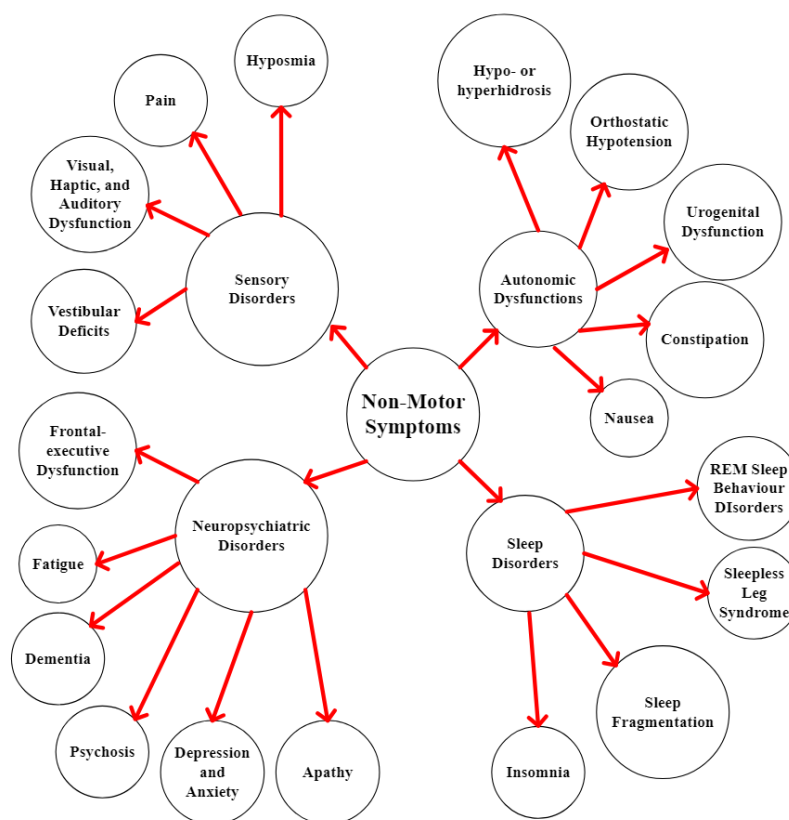 Hyposmia
Pain
Visual,
Haptic, and
Auditory
Dysfunction
Vestibular
Deficits
Sensory
Disorders
Hypo- or
hyperhidrosis
Orthostatic
Hypotension
Urogenital
Dysfunction
Autonomic
Dysfunctions
Constipation
Nausea
Non-Motor
Symptoms
Frontal-
executive
Dysfunction
Neuropsychiatric
Disorders
Fatigue
Dementia
Psychosis
Depression
and
Anxiety
Apathy
REM Sleep
Behaviour DIsorders
Sleep
Disorders
Sleepless
Leg
Syndrome
Sleep
Fragmentation
Insomnia